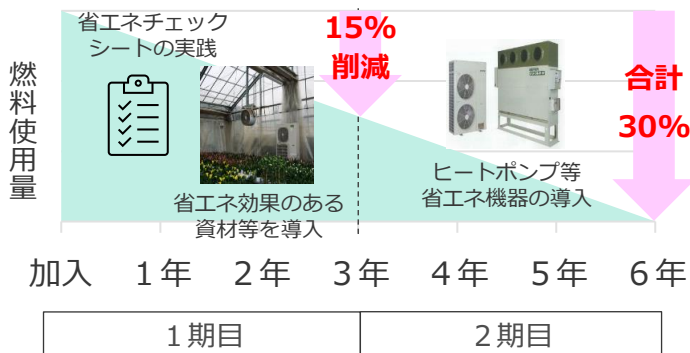 省エネチェック
シートの実践
15%
削減
合計
30%
燃料使用量
省エネ効果のある
資材等を導入
ヒートポンプ等
省エネ機器の導入
加入 1年 2年 3年 4年 5年 6年
1期目 2期目